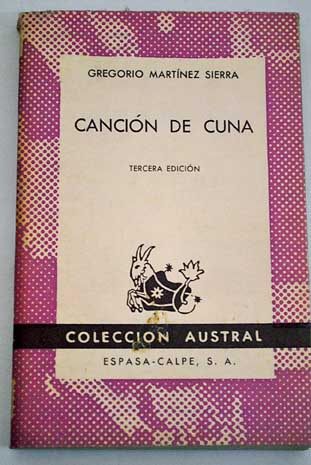 GREGORIO MARTÍNEZ SIERRA
CANCIÓN DE CUNA
TERCERA EDICIÓN
COLECCION AUSTRAL
ESPASA-CALPE, S. A.